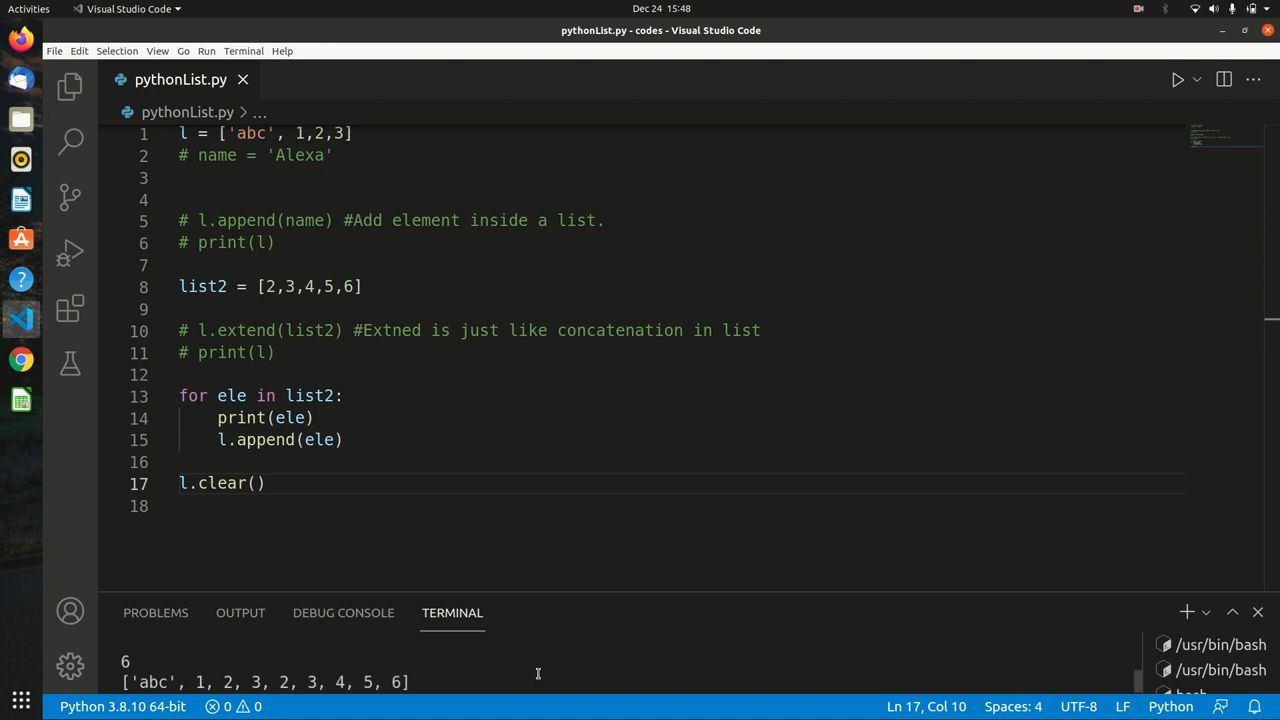 Activities
Visual Studio Code
Dec 24 15:48
pythonList.py - codes - Visual Studio Code
File Edit Selection View Go Run Terminal Help
pythonList.py
pythonList.py > ...
1 l = ['abc', 1,2,3]
2 # name = 'Alexa'
3
4
5 # l.append(name) #Add element inside a list.
6 # print(l)
7
8 list2 = [2,3,4,5,6]
9
10 # l.extend(list2) #Extned is just like concatenation in list
11 # print(l)
12
13 for ele in list2:
14 print(ele)
15 l.append(ele)
16
17 l.clear()
18
PROBLEMS OUTPUT DEBUG CONSOLE TERMINAL
6
['abc', 1, 2, 3, 2, 3, 4, 5, 6]
/usr/bin/bash
/usr/bin/bash
bash
Python 3.8.10 64-bit 0 0 Ln 17, Col 10 Spaces: 4 UTF-8 LF Python